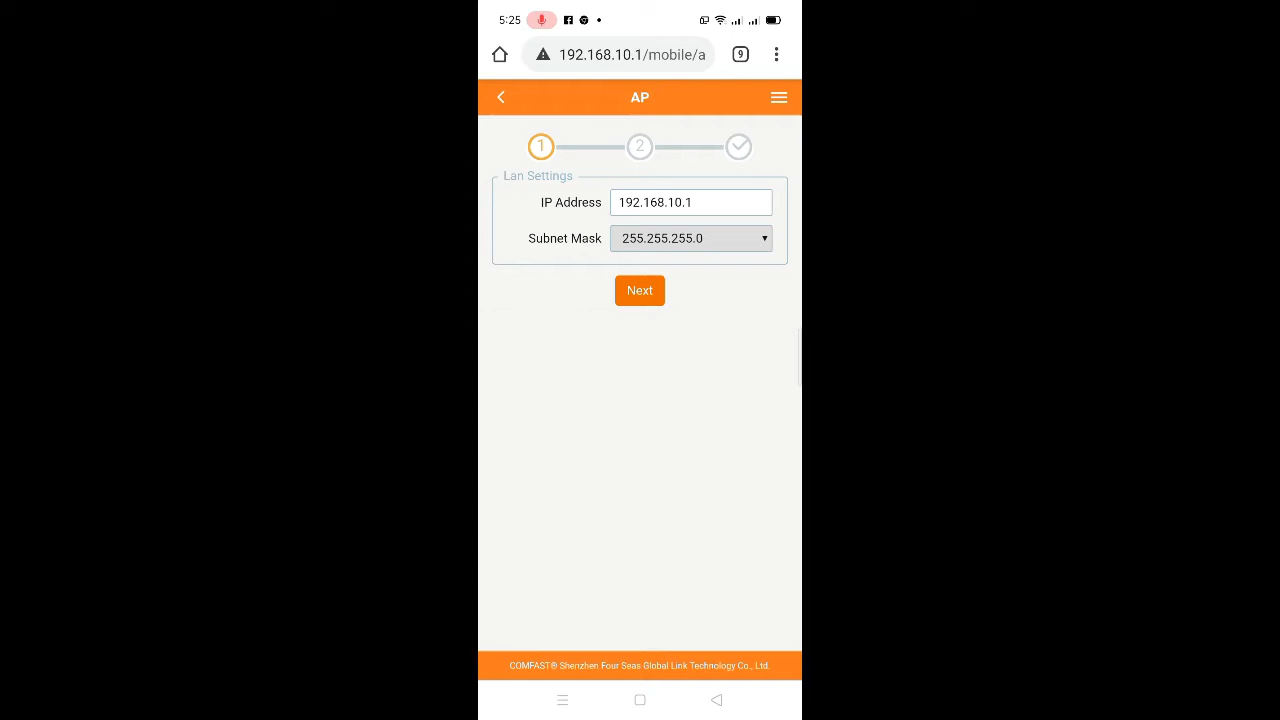 5:25
192.168.10.1/mobile/a
9
AP
1
2
Lan Settings
IP Address
192.168.10.1
Subnet Mask
255.255.255.0
Next
COMFAST® Shenzhen Four Seas Global Link Technology Co., Ltd.